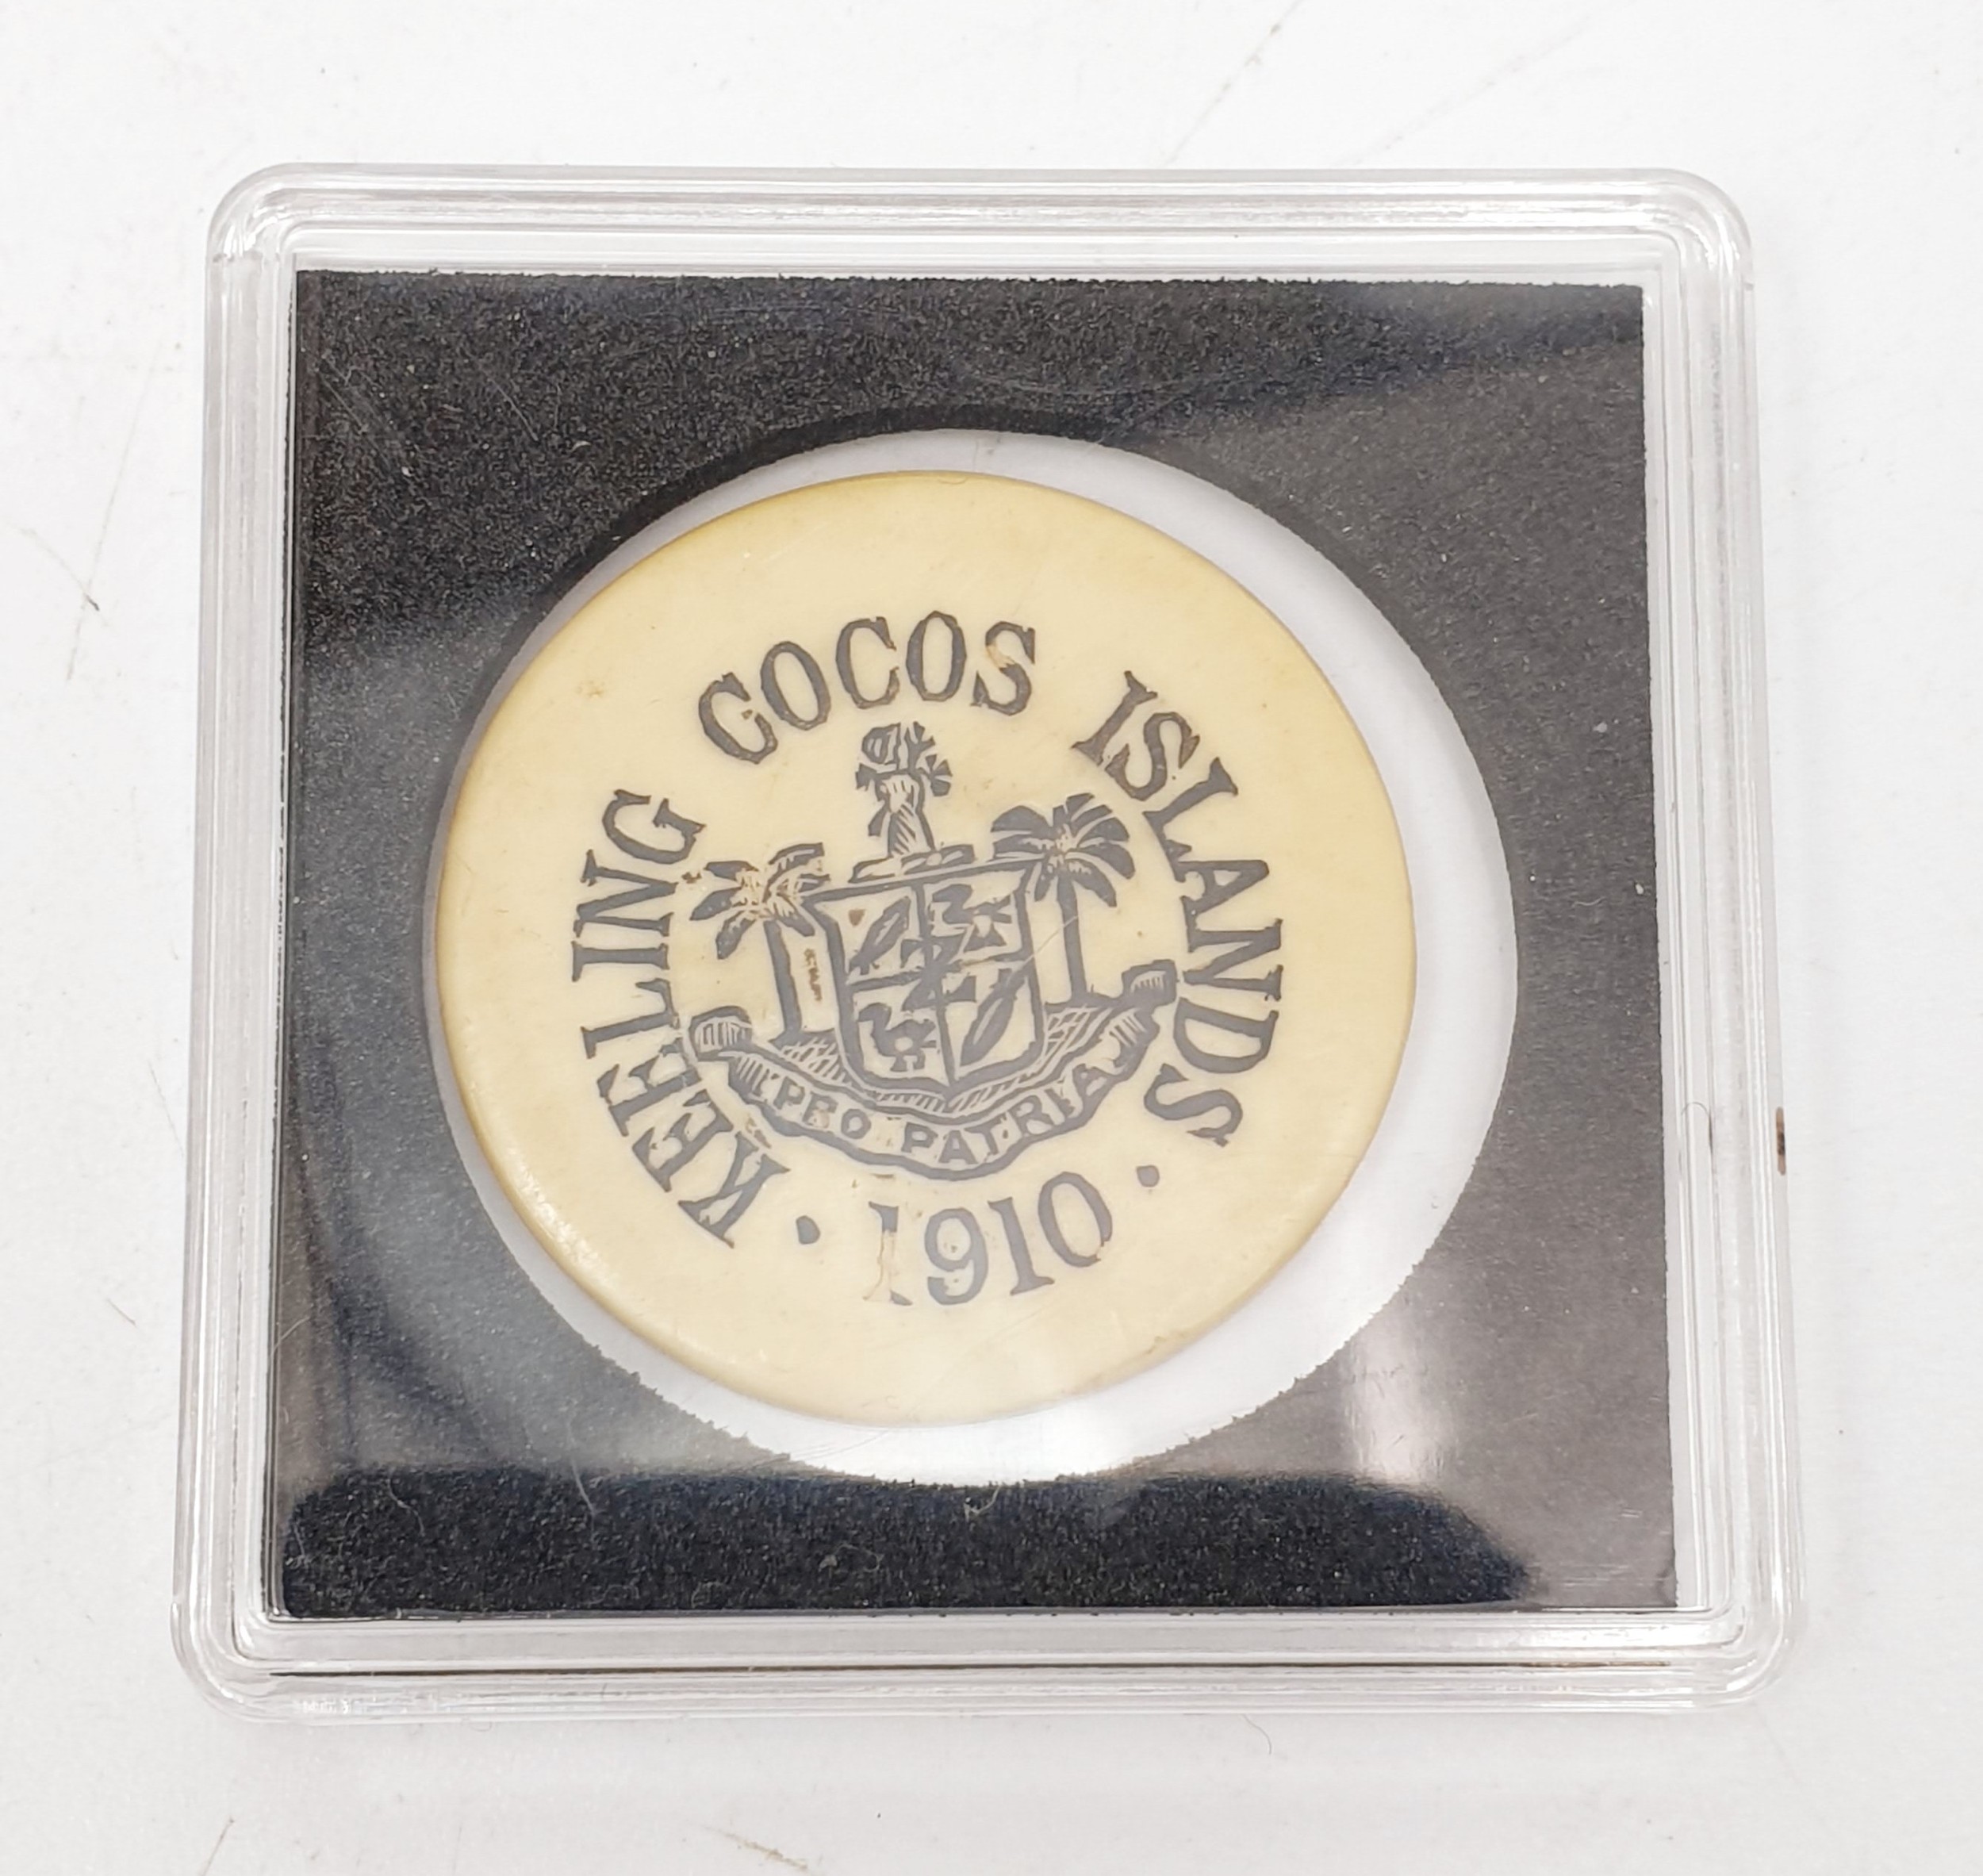 KEELING COCOS ISLANDS
PRO PATRIA
· 1910 ·